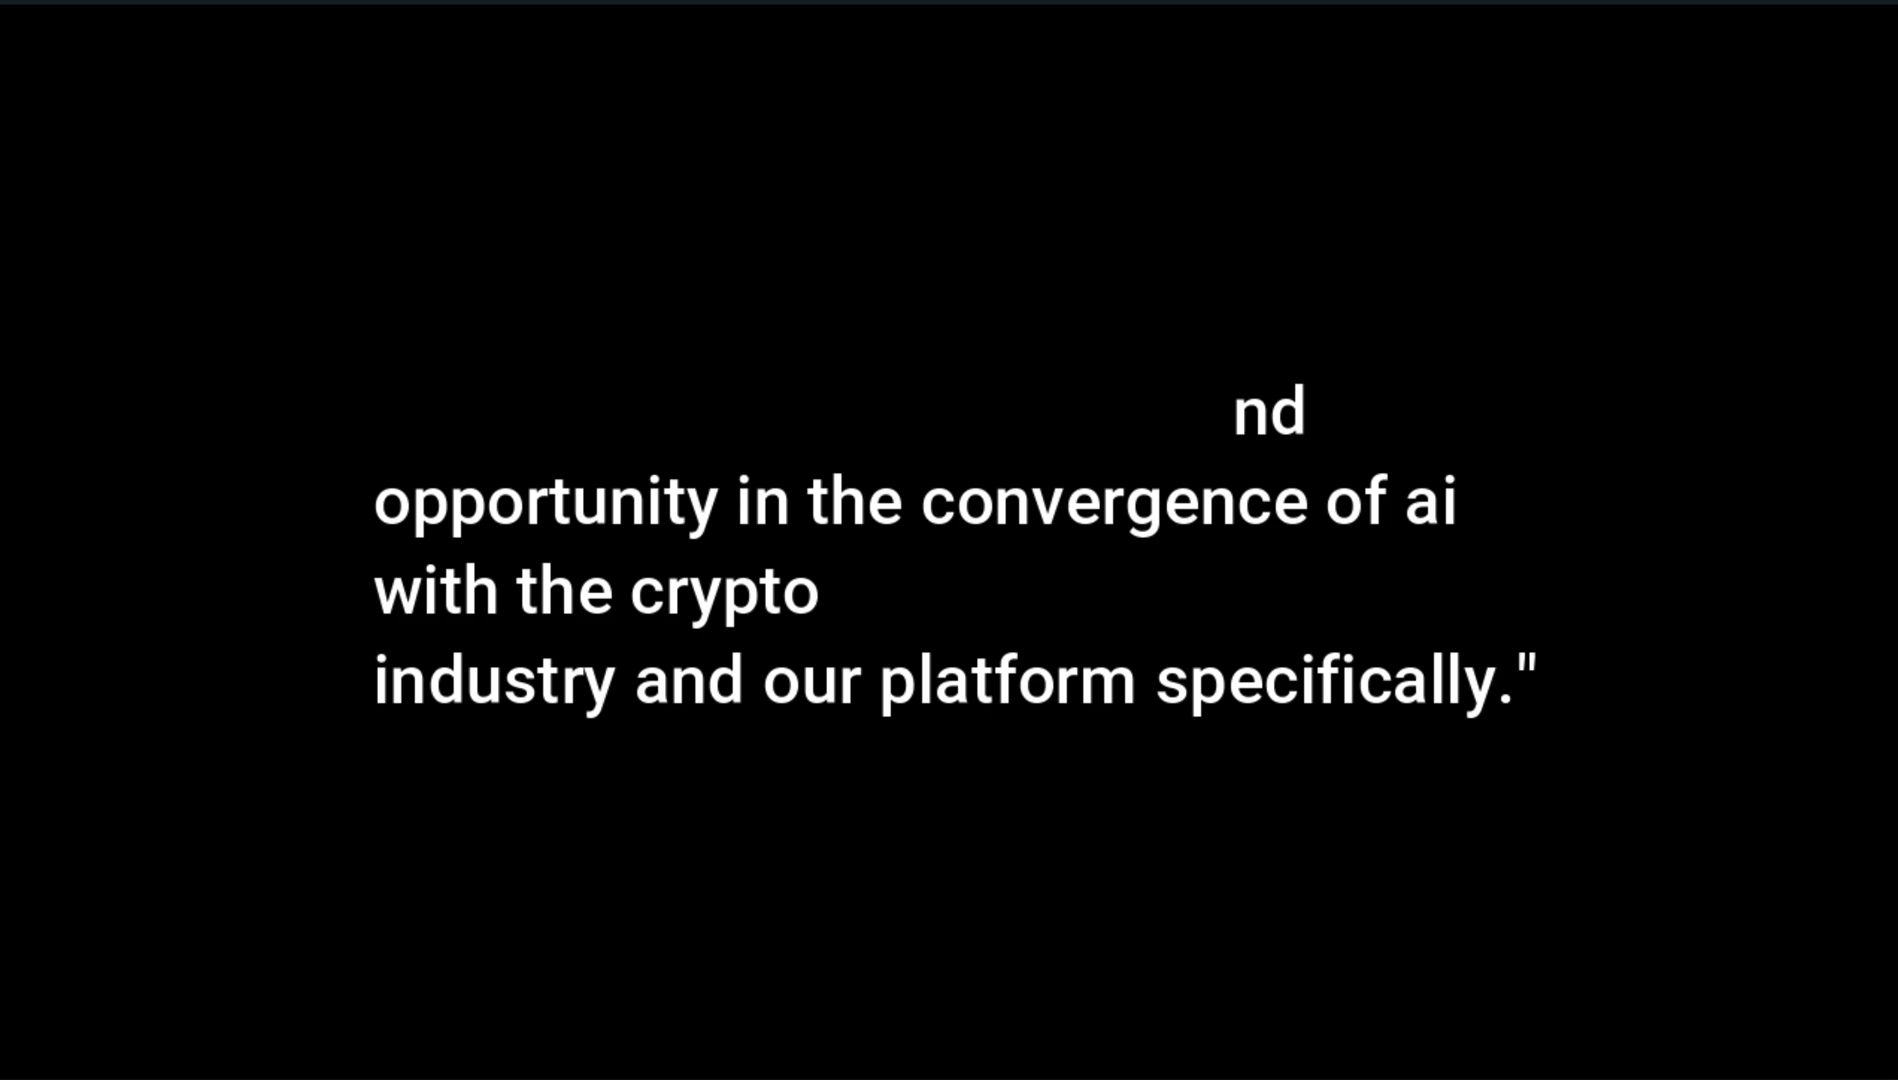 nd
opportunity in the convergence of ai
with the crypto
industry and our platform specifically."